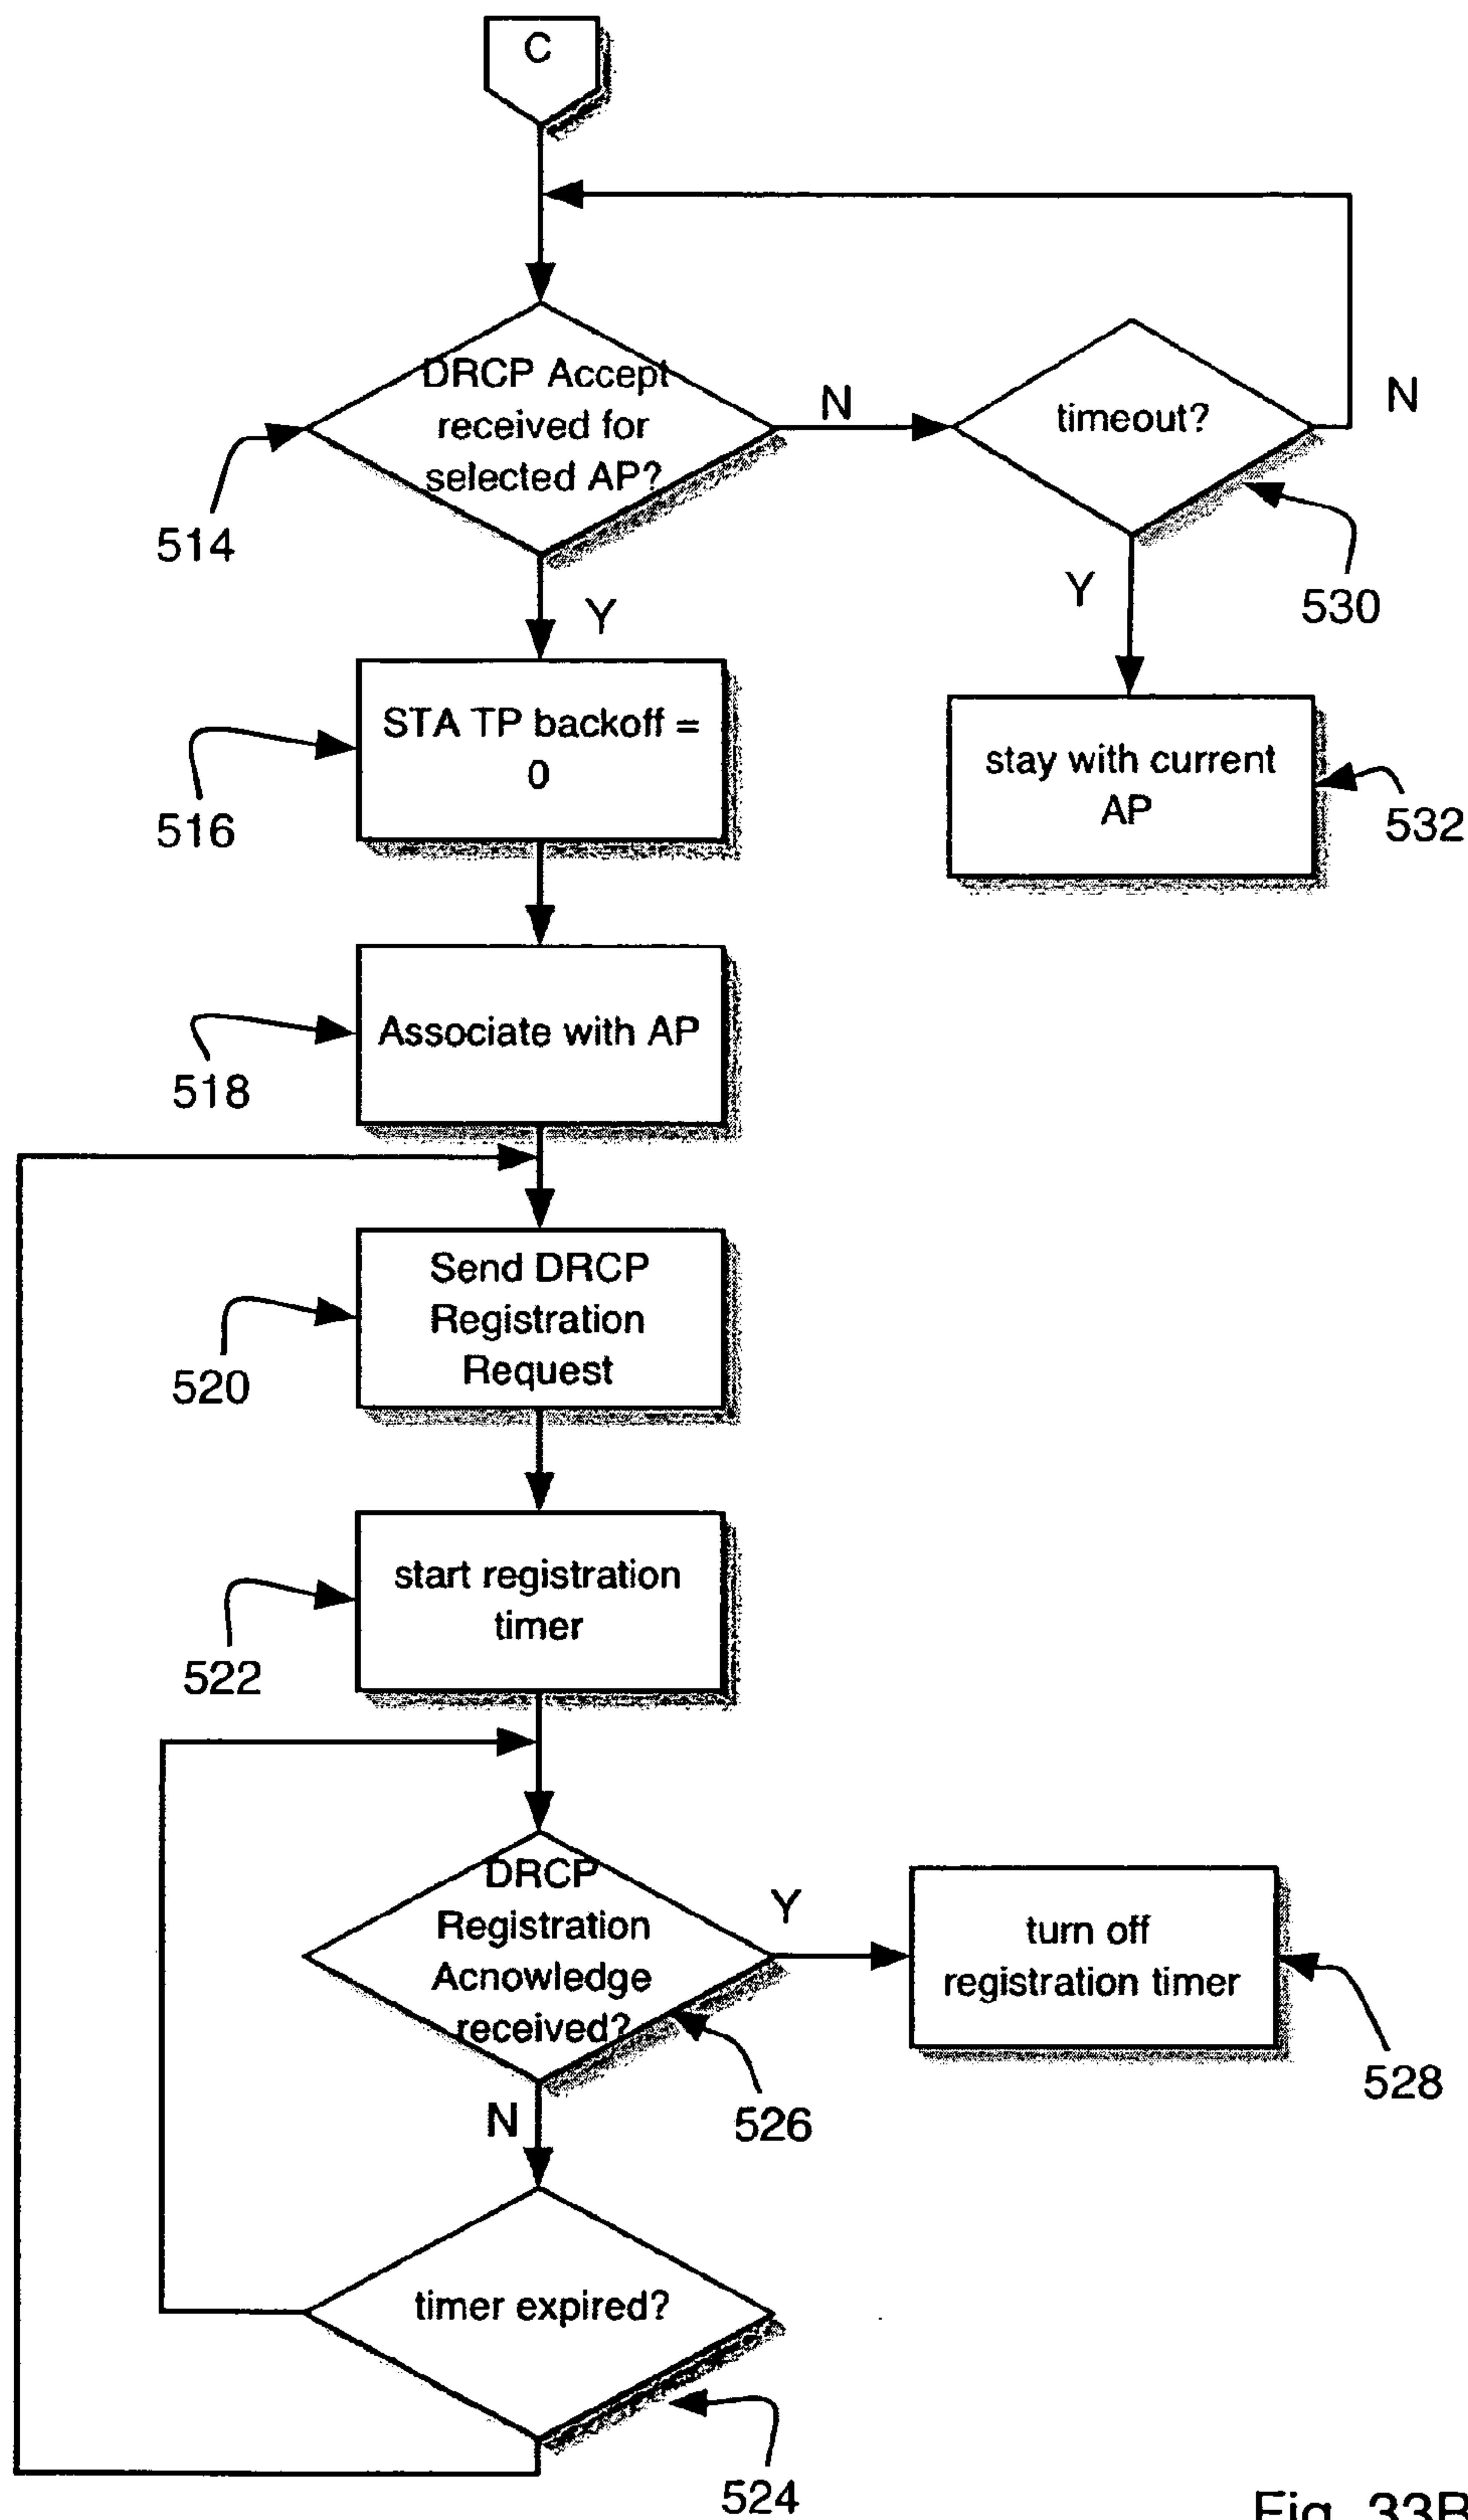 C
DRCP Accept
received for
selected AP?
N
timeout?
N
514
Y
Y
530
STA TP backoff =
0
516
stay with current
AP
532
Associate with AP
518
Send DRCP
Registration
Request
520
start registration
timer
522
DRCP
Registration
Acnowledge
received?
Y
turn off
registration timer
526
528
N
timer expired?
524
Fig. 33B